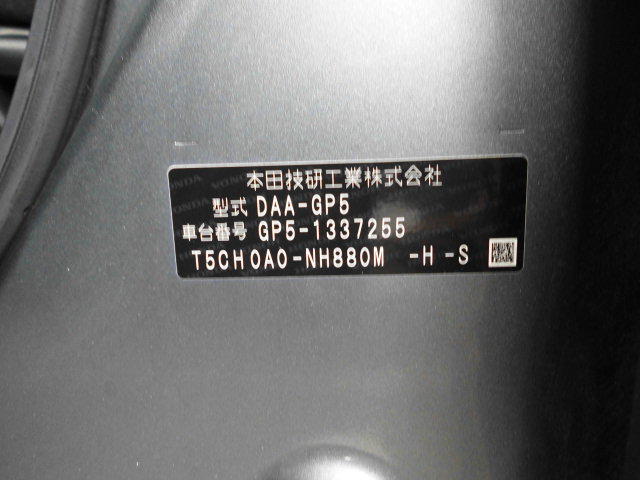 本田技研工業株式会社
型式 DAA-GP5
車台番号 GP5-1337255
T5CH0A0-NH880M -H -S